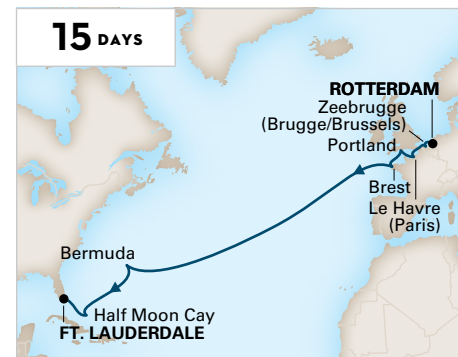 15 DAYS
ROTTERDAM
Zeebrugge
(Brugge/Brussels)
Portland
Brest
Le Havre
(Paris)
Bermuda
Half Moon Cay
FT. LAUDERDALE